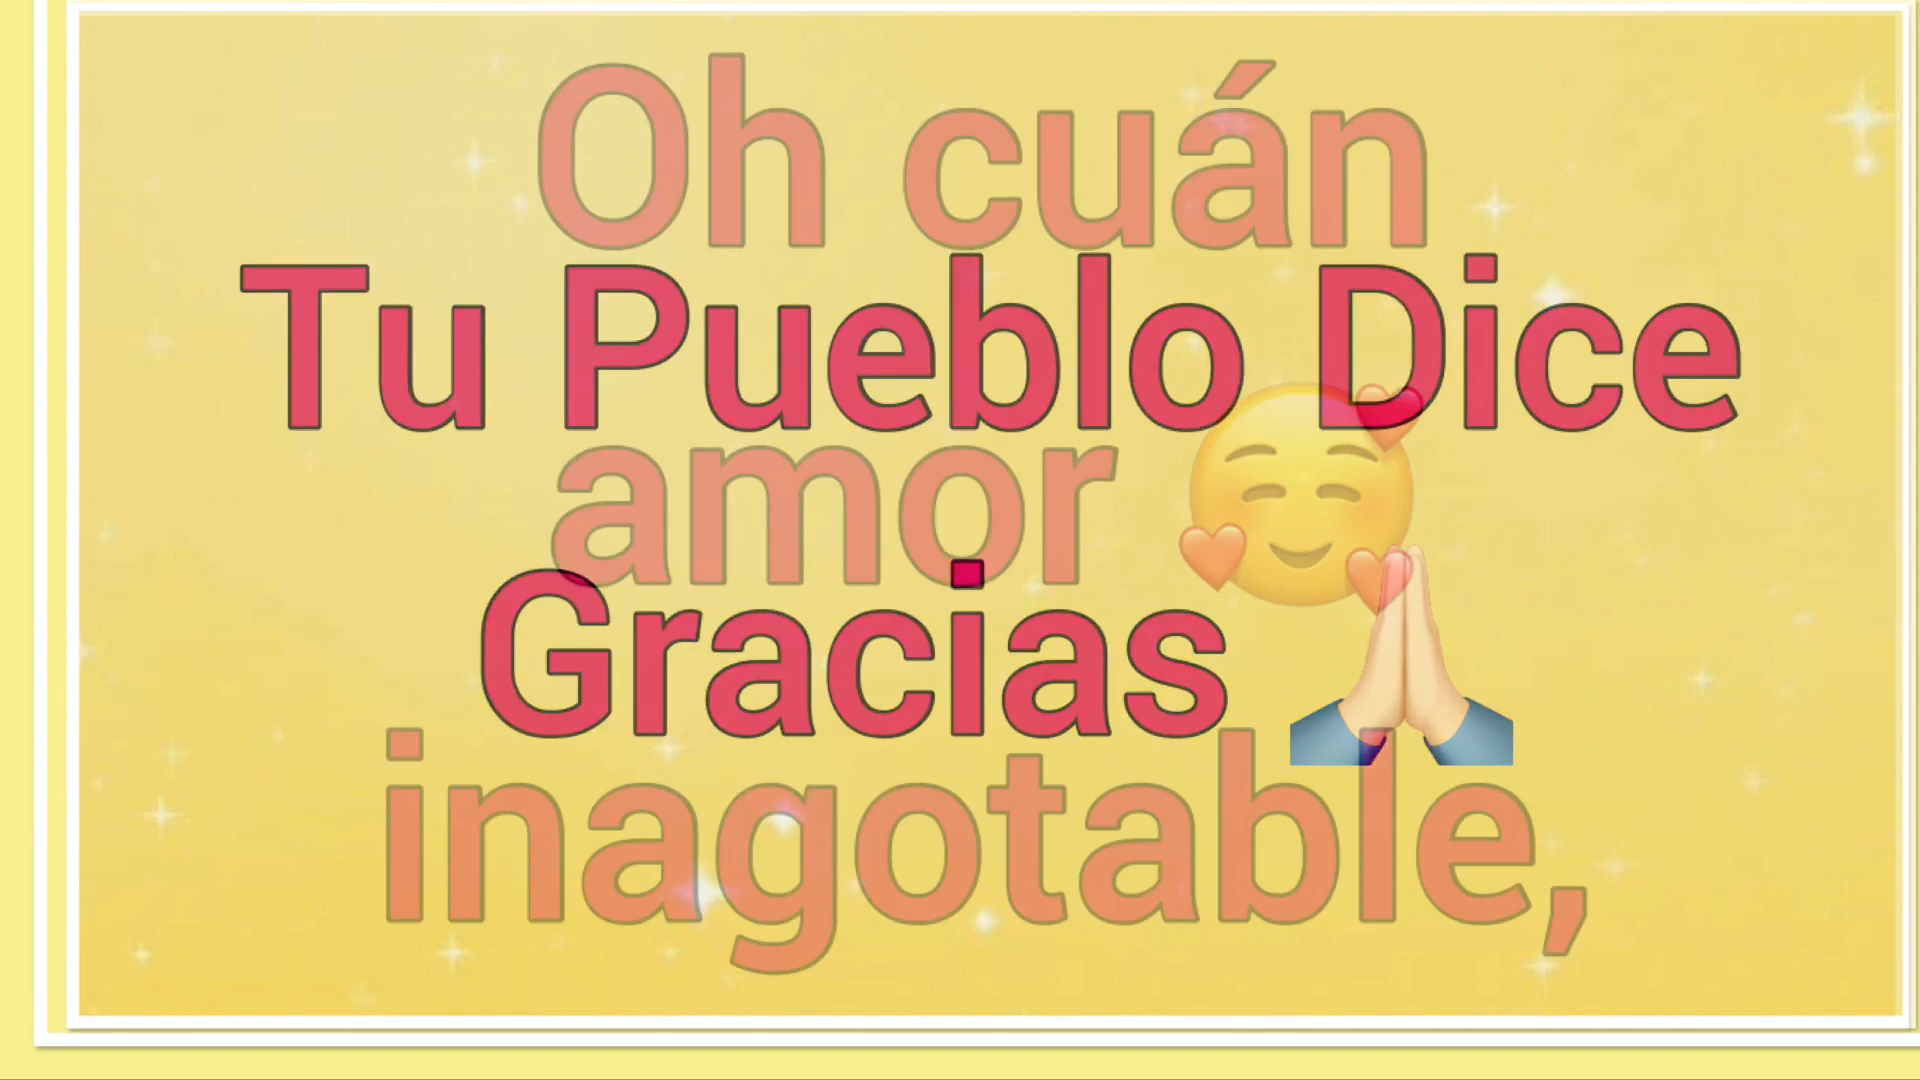 Oh cuán
Tu Pueblo Dice
amor 🥰
Gracias 🙏🏻
inagotable,